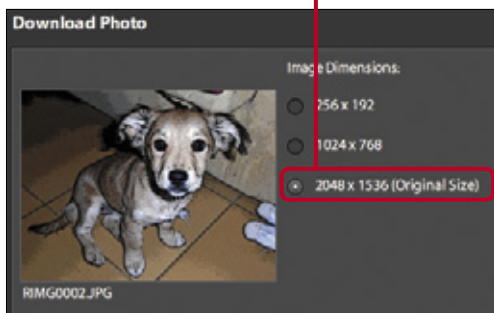 Download Photo
Image Dimensions:
256 x 192
1024 x 768
2048 x 1536 (Original Size)
RIMG0002.JPG